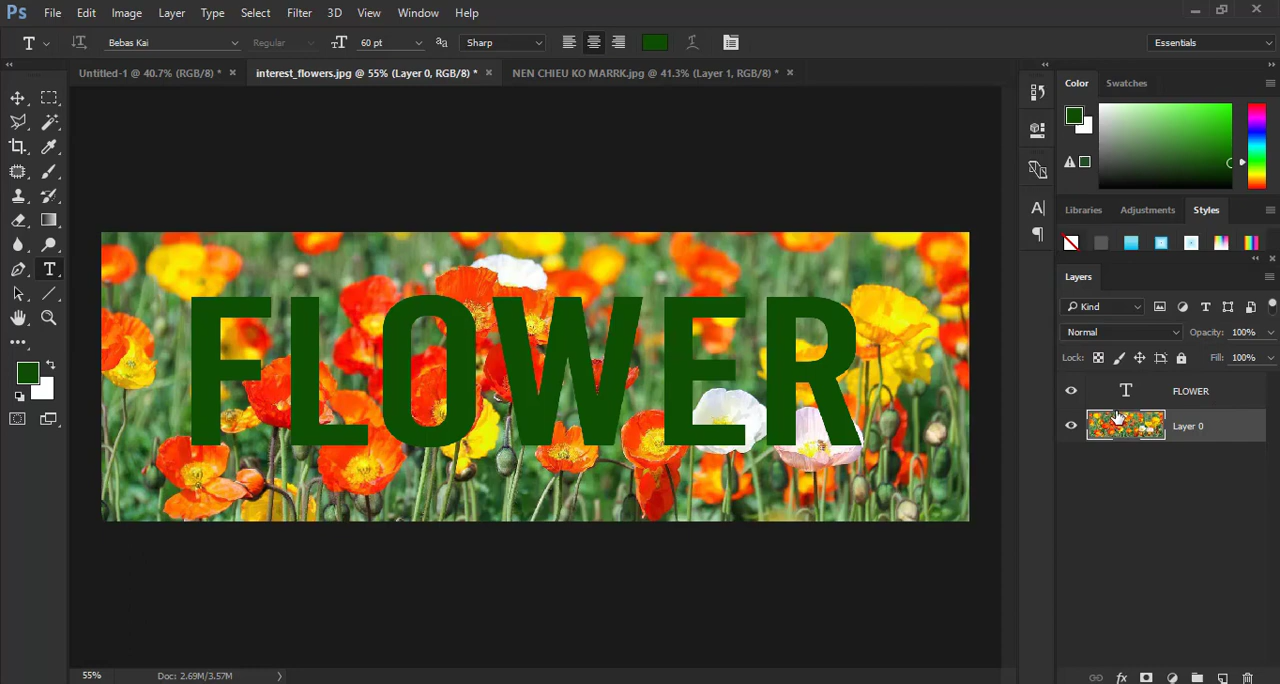 Ps File Edit Image Layer Type Select Filter 3D View Window Help
T Bebas Kai Regular 60 pt aa Sharp Essentials
Untitled-1 @ 40.7% (RGB/8) * × interest_flowers.jpg @ 55% (Layer 0, RGB/8) * × NEN CHIEU KO MARRK.jpg @ 41.3% (Layer 1, RGB/8) * ×
Color Swatches
Libraries Adjustments Styles
Layers
Kind
Normal Opacity: 100%
Lock: Fill: 100%
T FLOWER
Layer 0
FLOWER
55% Doc: 2.69M/3.57M
fx